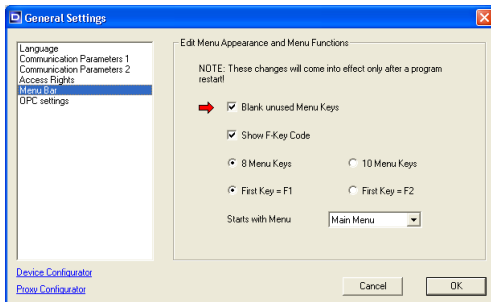 General Settings
Language
Communication Parameters 1
Communication Parameters 2
Access Rights
Menu Bar
OPC settings
Edit Menu Appearance and Menu Functions
NOTE: These changes will come into effect only after a program
restart!
Blank unused Menu Keys
Show F-Key Code
8 Menu Keys
10 Menu Keys
First Key = F1
First Key = F2
Starts with Menu
Main Menu
Device Configurator
Proxy Configurator
Cancel
OK